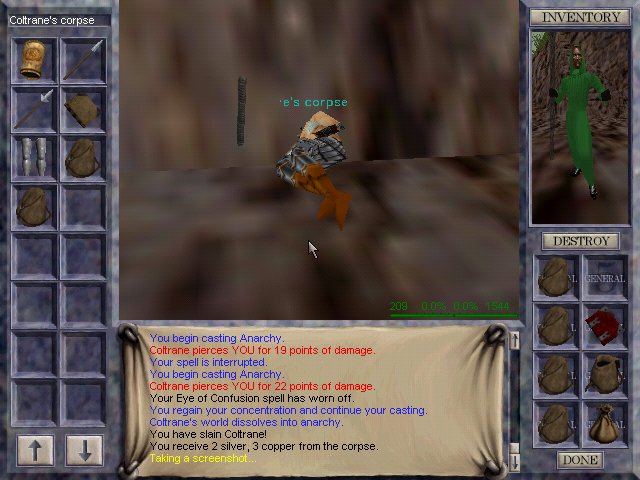 Coltrane's corpse
INVENTORY
'e's corpse
DESTROY
GENERAL
209 0.0% 0.0% 1544
DONE
You begin casting Anarchy.
Coltrane pierces YOU for 19 points of damage.
Your spell is interrupted.
You begin casting Anarchy.
Coltrane pierces YOU for 22 points of damage.
Your Eye of Confusion spell has worn off.
You regain your concentration and continue your casting.
Coltrane's world dissolves into anarchy.
You have slain Coltrane!
You receive 2 silver, 3 copper from the corpse.
Taking a screenshot...